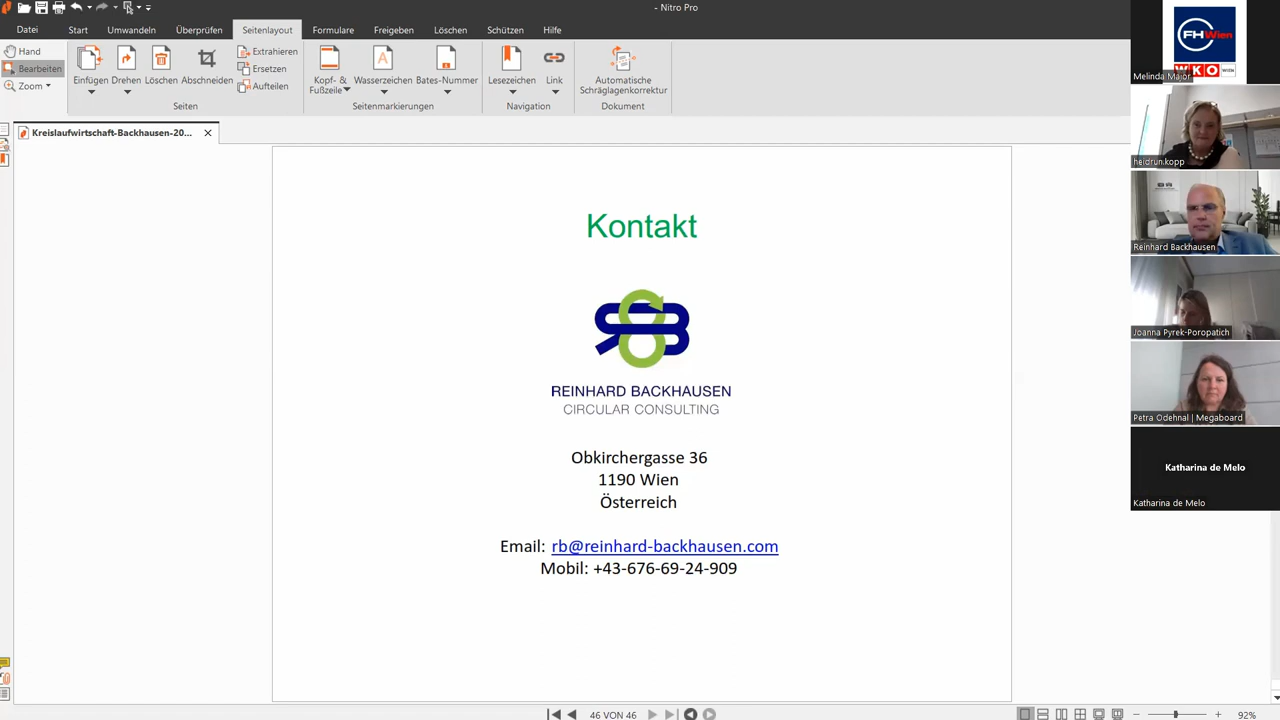 - Nitro Pro
Datei
Start
Umwandeln
Überprüfen
Seitenlayout
Formulare
Freigeben
Löschen
Schützen
Hilfe
Hand
Bearbeiten
Zoom
Einfügen
Drehen
Löschen
Abschneiden
Extrahieren
Ersetzen
Aufteilen
Seiten
Kopf- &
Fußzeile
Wasserzeichen
Bates-Nummer
Seitenmarkierungen
Lesezeichen
Link
Navigation
Automatische
Schräglagenkorrektur
Dokument
Kreislaufwirtschaft-Backhausen-20...
Kontakt
RB
REINHARD BACKHAUSEN
CIRCULAR CONSULTING
Obkirchergasse 36
1190 Wien
Österreich
Email: rb@reinhard-backhausen.com
Mobil: +43-676-69-24-909
46 VON 46
92%
FHWien
WKO WIEN
Melinda Major
heidrun.kopp
Reinhard Backhausen
Joanna Pyrek-Poropatich
Petra Odehnal | Megaboard
Katharina de Melo
Katharina de Melo